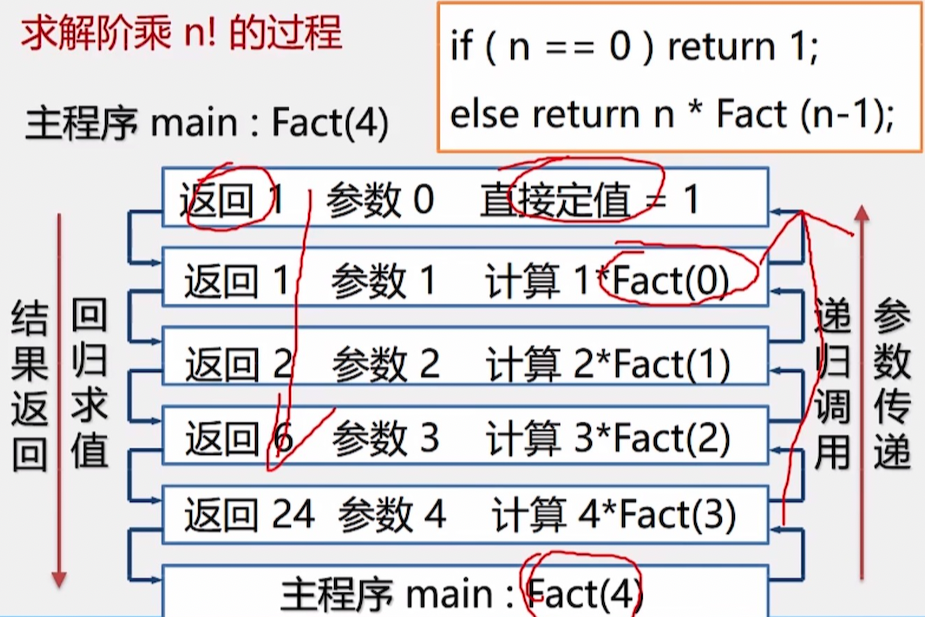 求解阶乘 n! 的过程
if ( n == 0 ) return 1;
else return n * Fact (n-1);
主程序 main : Fact(4)
返回 1 参数 0 直接定值 = 1
返回 1 参数 1 计算 1*Fact(0)
返回 2 参数 2 计算 2*Fact(1)
返回 6 参数 3 计算 3*Fact(2)
返回 24 参数 4 计算 4*Fact(3)
主程序 main : Fact(4)
结果返回
回归求值
递归调用
参数传递